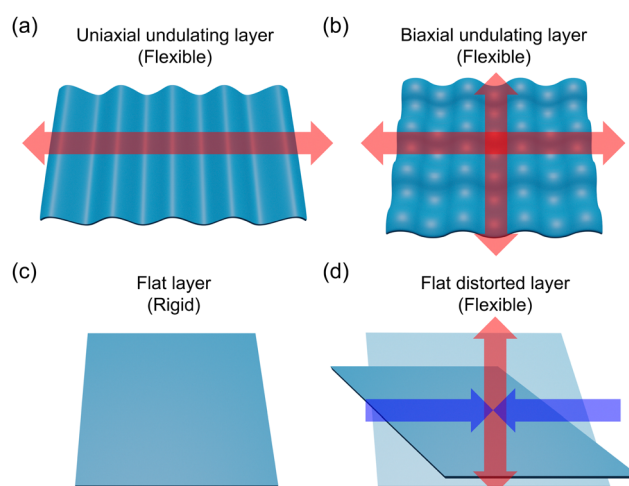 (a)
Uniaxial undulating layer
(Flexible)
(b)
Biaxial undulating layer
(Flexible)
(c)
Flat layer
(Rigid)
(d)
Flat distorted layer
(Flexible)